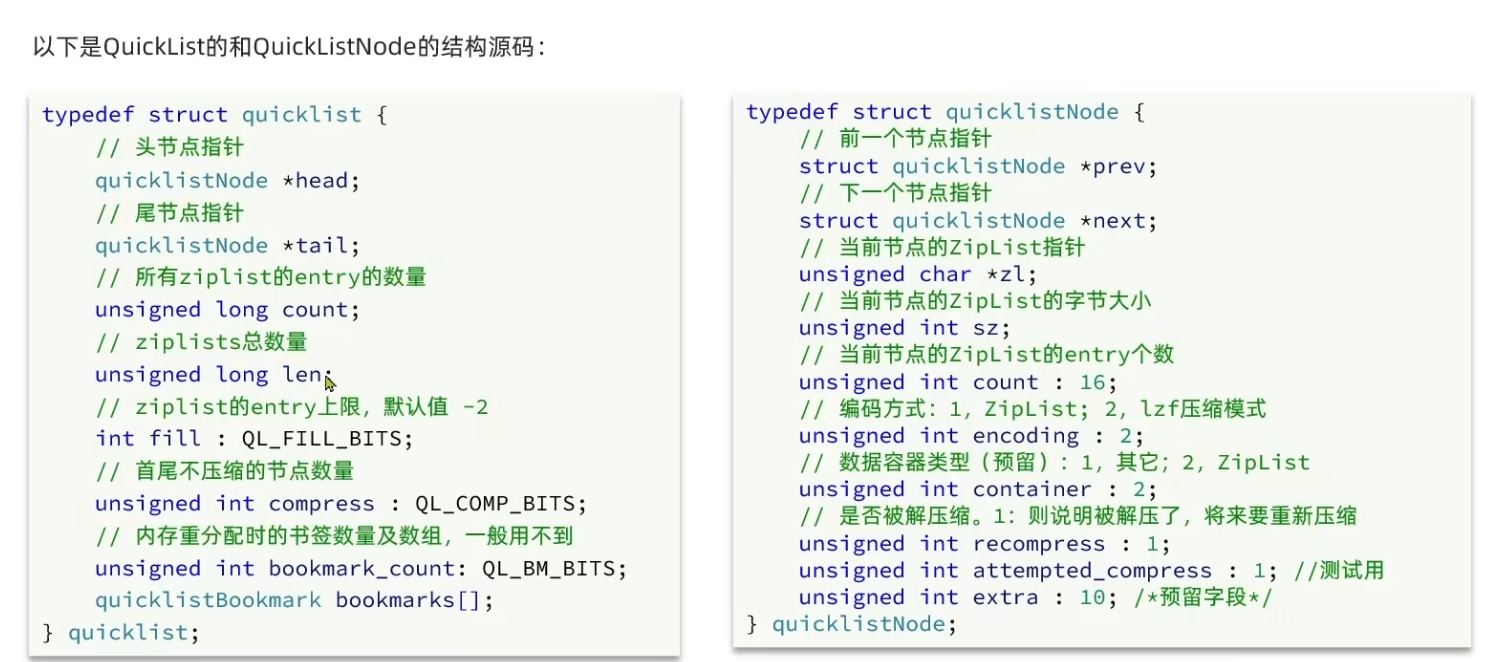 以下是QuickList的和QuickListNode的结构源码：
typedef struct quicklist {
    // 头节点指针
    quicklistNode *head;
    // 尾节点指针
    quicklistNode *tail;
    // 所有ziplist的entry的数量
    unsigned long count;
    // ziplists总数量
    unsigned long len;
    // ziplist的entry上限，默认值 -2
    int fill : QL_FILL_BITS;
    // 首尾不压缩的节点数量
    unsigned int compress : QL_COMP_BITS;
    // 内存重分配时的书签数量及数组，一般用不到
    unsigned int bookmark_count: QL_BM_BITS;
    quicklistBookmark bookmarks[];
} quicklist;
typedef struct quicklistNode {
    // 前一个节点指针
    struct quicklistNode *prev;
    // 下一个节点指针
    struct quicklistNode *next;
    // 当前节点的ZipList指针
    unsigned char *zl;
    // 当前节点的ZipList的字节大小
    unsigned int sz;
    // 当前节点的ZipList的entry个数
    unsigned int count : 16;
    // 编码方式：1，ZipList; 2，lzf压缩模式
    unsigned int encoding : 2;
    // 数据容器类型（预留）：1，其它；2，ZipList
    unsigned int container : 2;
    // 是否被解压缩。1：则说明被解压了，将来要重新压缩
    unsigned int recompress : 1;
    unsigned int attempted_compress : 1; //测试用
    unsigned int extra : 10; /*预留字段*/
} quicklistNode;